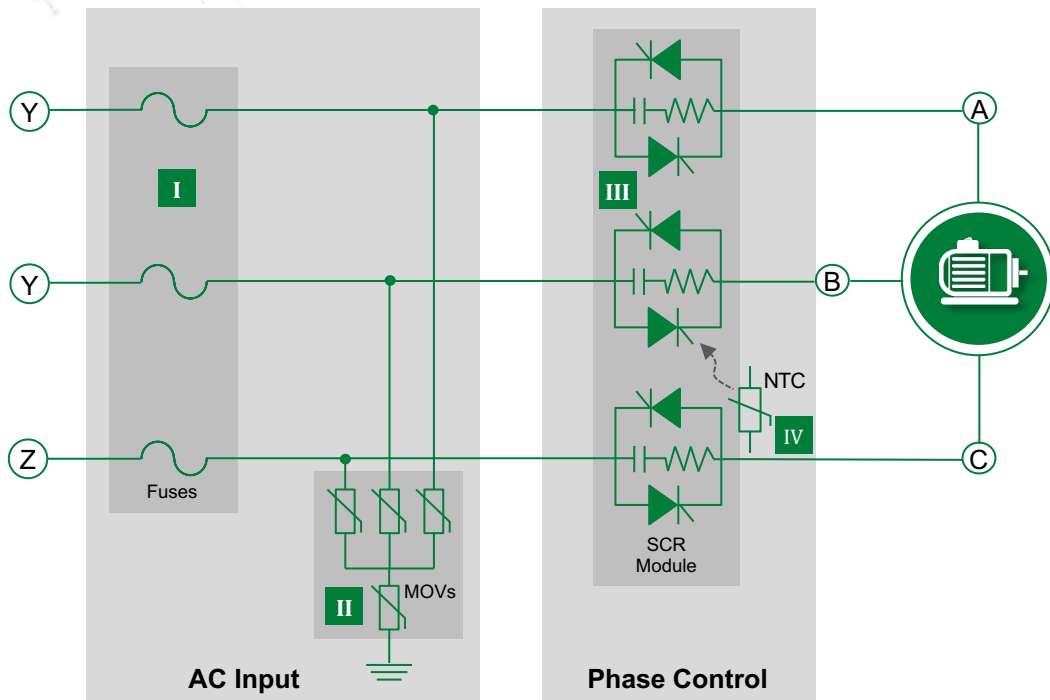 Y
A
I
III
Y
B
NTC
IV
Z
C
Fuses
SCR
Module
MOVs
II
AC Input
Phase Control